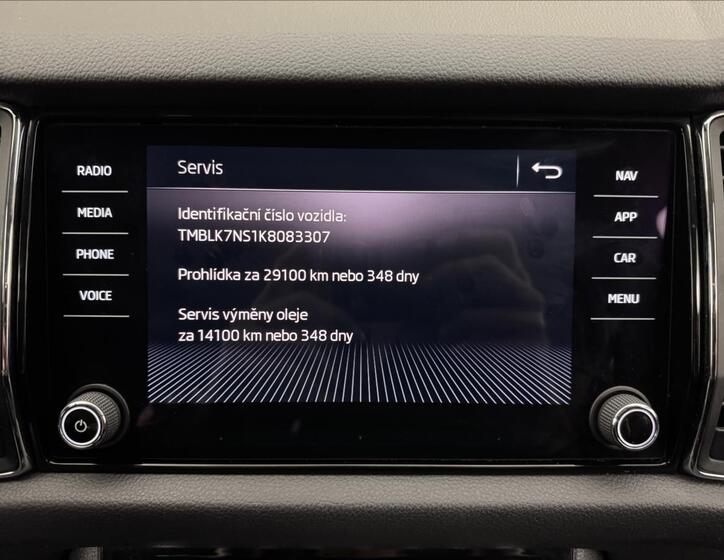 Servis
RADIO
MEDIA
PHONE
VOICE
Identifikační číslo vozidla:
TMBLK7NS1K8083307
Prohlídka za 29100 km nebo 348 dny
Servis výměny oleje
za 14100 km nebo 348 dny
NAV
APP
CAR
MENU